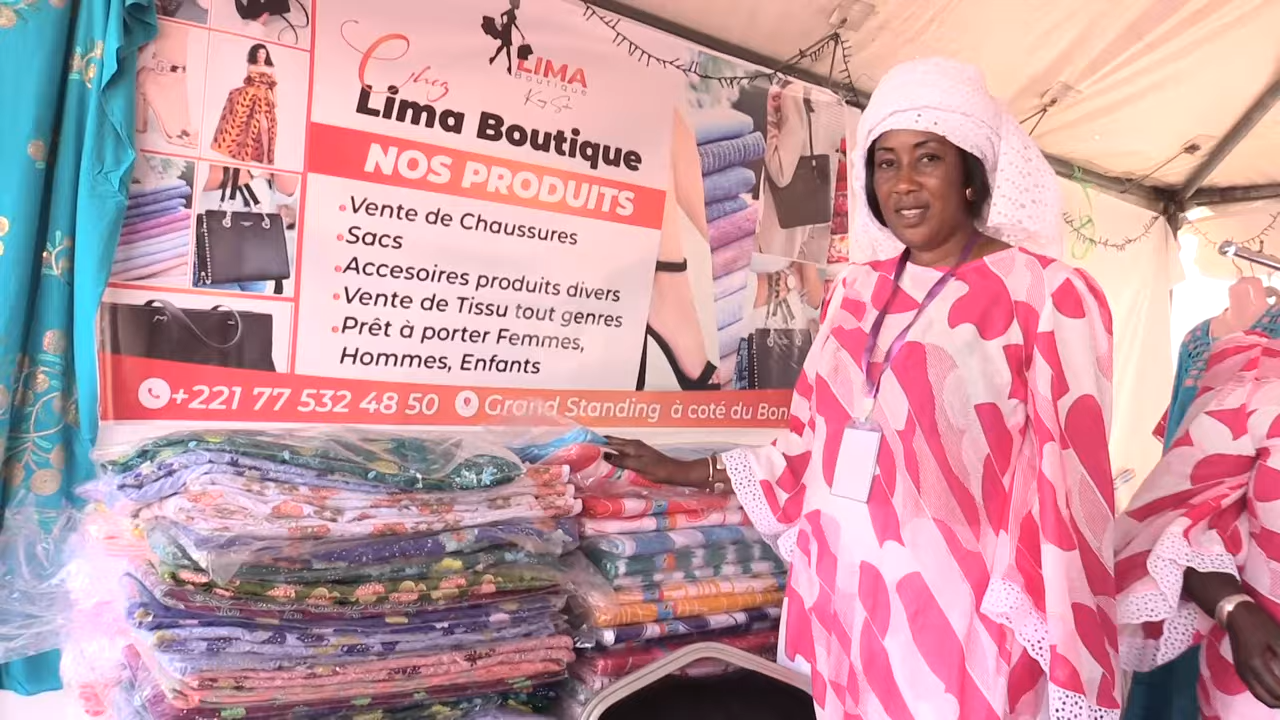 LIMA
Boutique
Chez
Lima Boutique
NOS PRODUITS
Vente de Chaussures
Sacs
Accesoires produits divers
Vente de Tissu tout genres
Prêt à porter Femmes,
Hommes, Enfants
+221 77 532 48 50 Grand Standing à coté du Bon